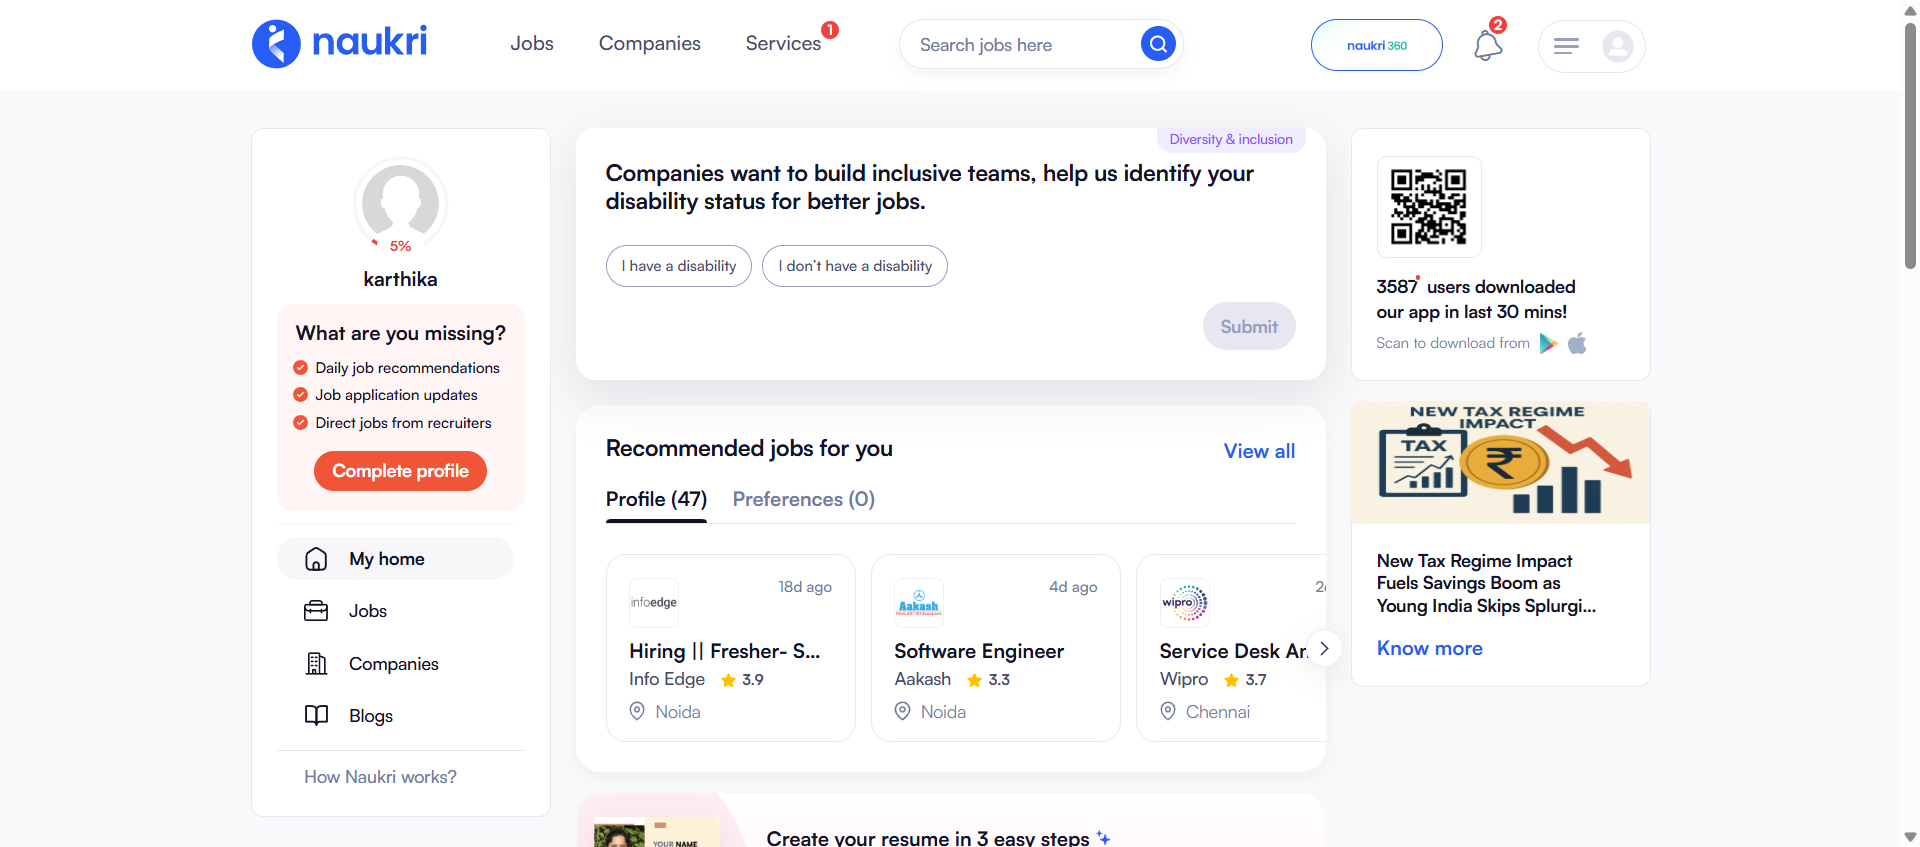 naukri
Jobs
Companies
Services
1
Search jobs here
naukri 360
2
5%
karthika
What are you missing?
Daily job recommendations
Job application updates
Direct jobs from recruiters
Complete profile
My home
Jobs
Companies
Blogs
How Naukri works?
Diversity & inclusion
Companies want to build inclusive teams, help us identify your
disability status for better jobs.
I have a disability
I don't have a disability
Submit
Recommended jobs for you
View all
Profile (47)
Preferences (0)
infoedge
18d ago
Hiring || Fresher- S...
Info Edge
3.9
Noida
Aakash
4d ago
Software Engineer
Aakash
3.3
Noida
wipro
Service Desk An
Wipro
3.7
Chennai
YOUR NAME
Create your resume in 3 easy steps
3587 users downloaded
our app in last 30 mins!
Scan to download from
NEW TAX REGIME
IMPACT
TAX
₹
New Tax Regime Impact
Fuels Savings Boom as
Young India Skips Splurgi...
Know more